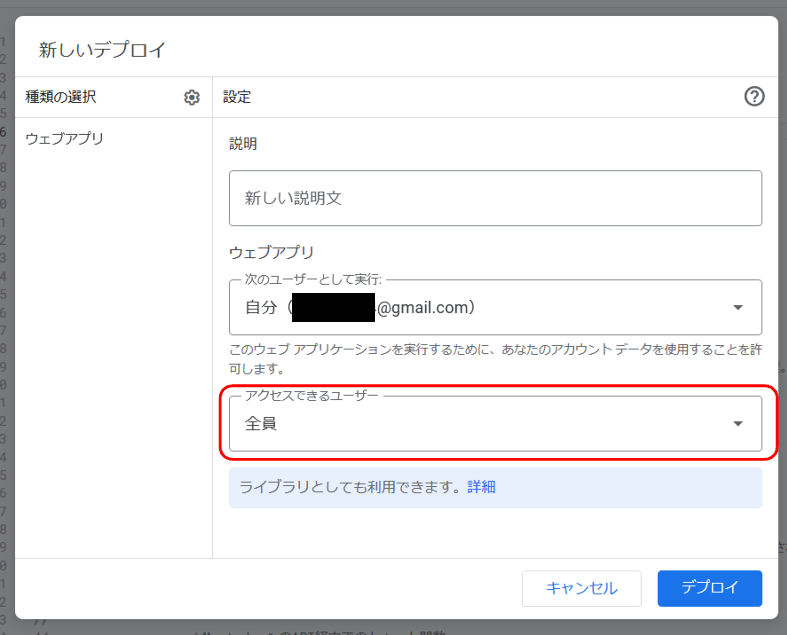 新しいデプロイ
種類の選択
設定
ウェブアプリ
説明
新しい説明文
ウェブアプリ
次のユーザーとして実行:
自分（@gmail.com）
このウェブ アプリケーションを実行するために、あなたのアカウント データを使用することを許
可します。
アクセスできるユーザー
全員
ライブラリとしても利用できます。詳細
キャンセル
デプロイ